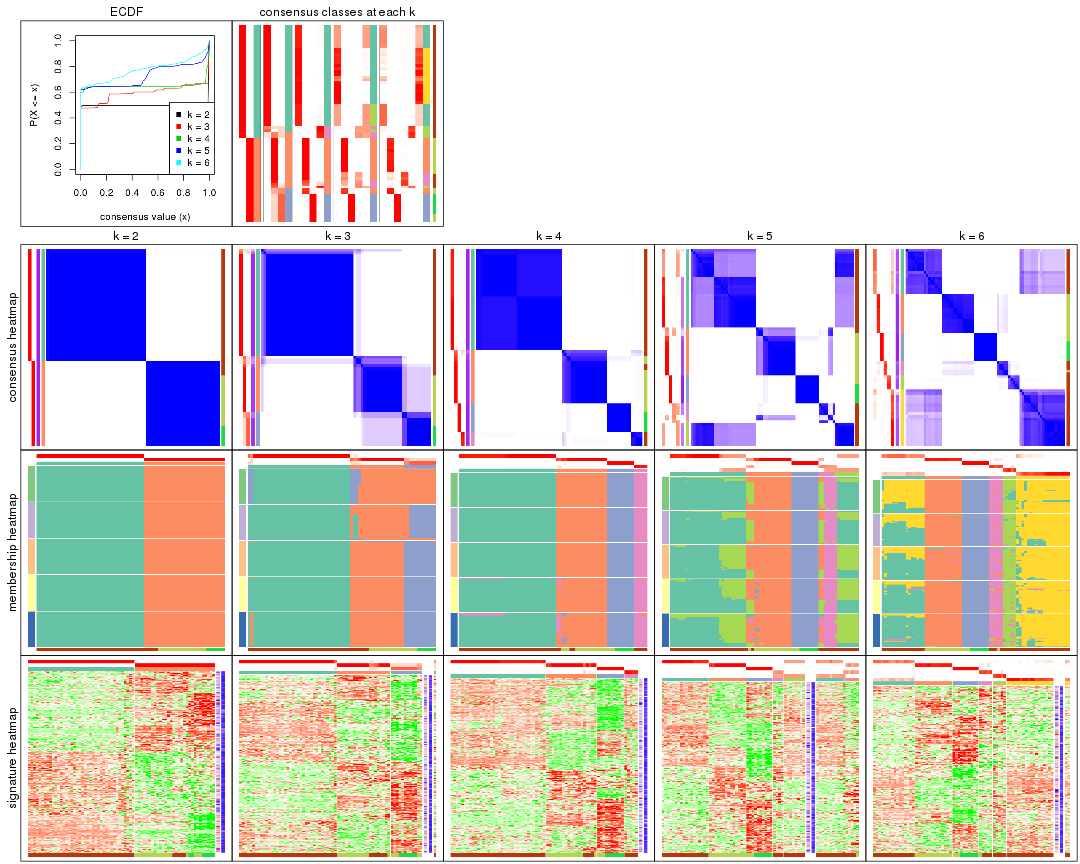 ECDF
consensus classes at each k
P(X <= x)
0.0 0.2 0.4 0.6 0.8 1.0
k = 2
k = 3
k = 4
k = 5
k = 6
0.0 0.2 0.4 0.6 0.8 1.0
consensus value (x)
k = 2
k = 3
k = 4
k = 5
k = 6
consensus heatmap
membership heatmap
signature heatmap